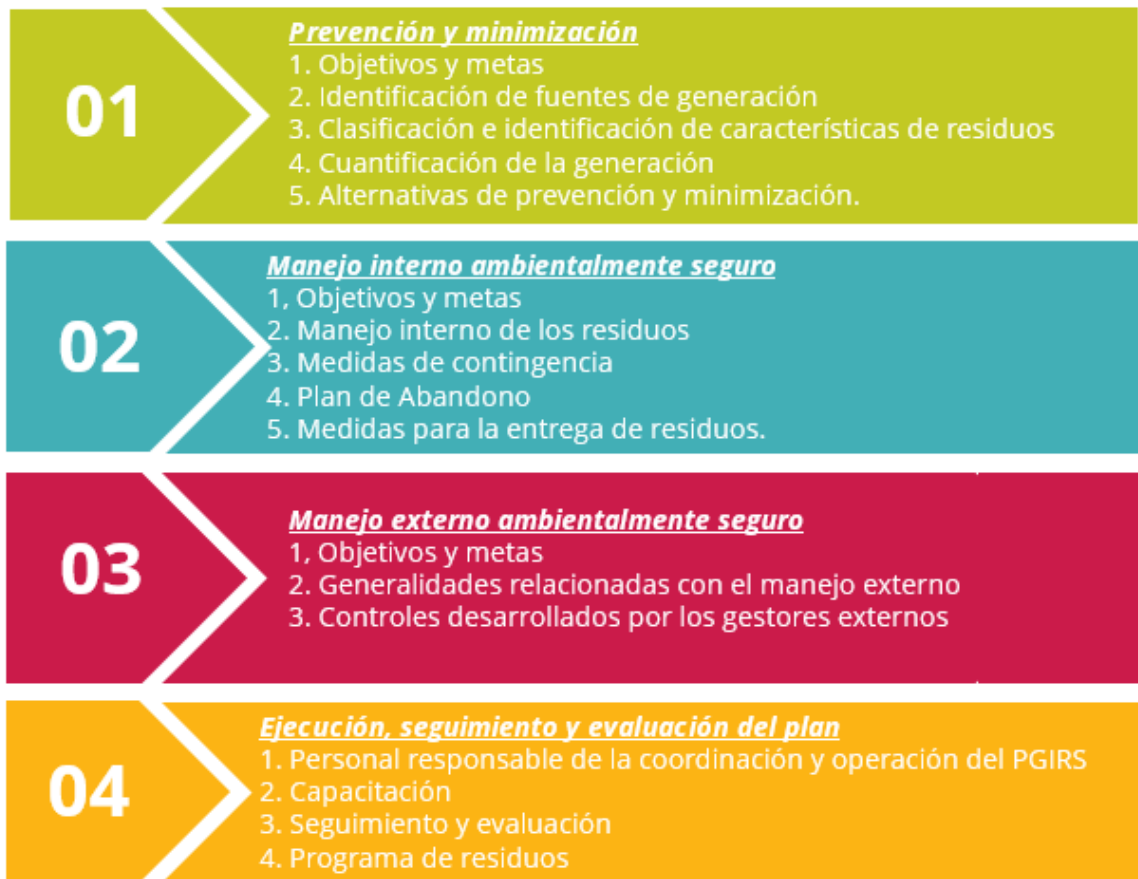 01
Prevención y minimización
1. Objetivos y metas
2. Identificación de fuentes de generación
3. Clasificación e identificación de características de residuos
4. Cuantificación de la generación
5. Alternativas de prevención y minimización.
02
Manejo interno ambientalmente seguro
1, Objetivos y metas
2. Manejo interno de los residuos
3. Medidas de contingencia
4. Plan de Abandono
5. Medidas para la entrega de residuos.
03
Manejo externo ambientalmente seguro
1, Objetivos y metas
2. Generalidades relacionadas con el manejo externo
3. Controles desarrollados por los gestores externos
04
Ejecución, seguimiento y evaluación del plan
1. Personal responsable de la coordinación y operación del PGIRS
2. Capacitación
3. Seguimiento y evaluación
4. Programa de residuos